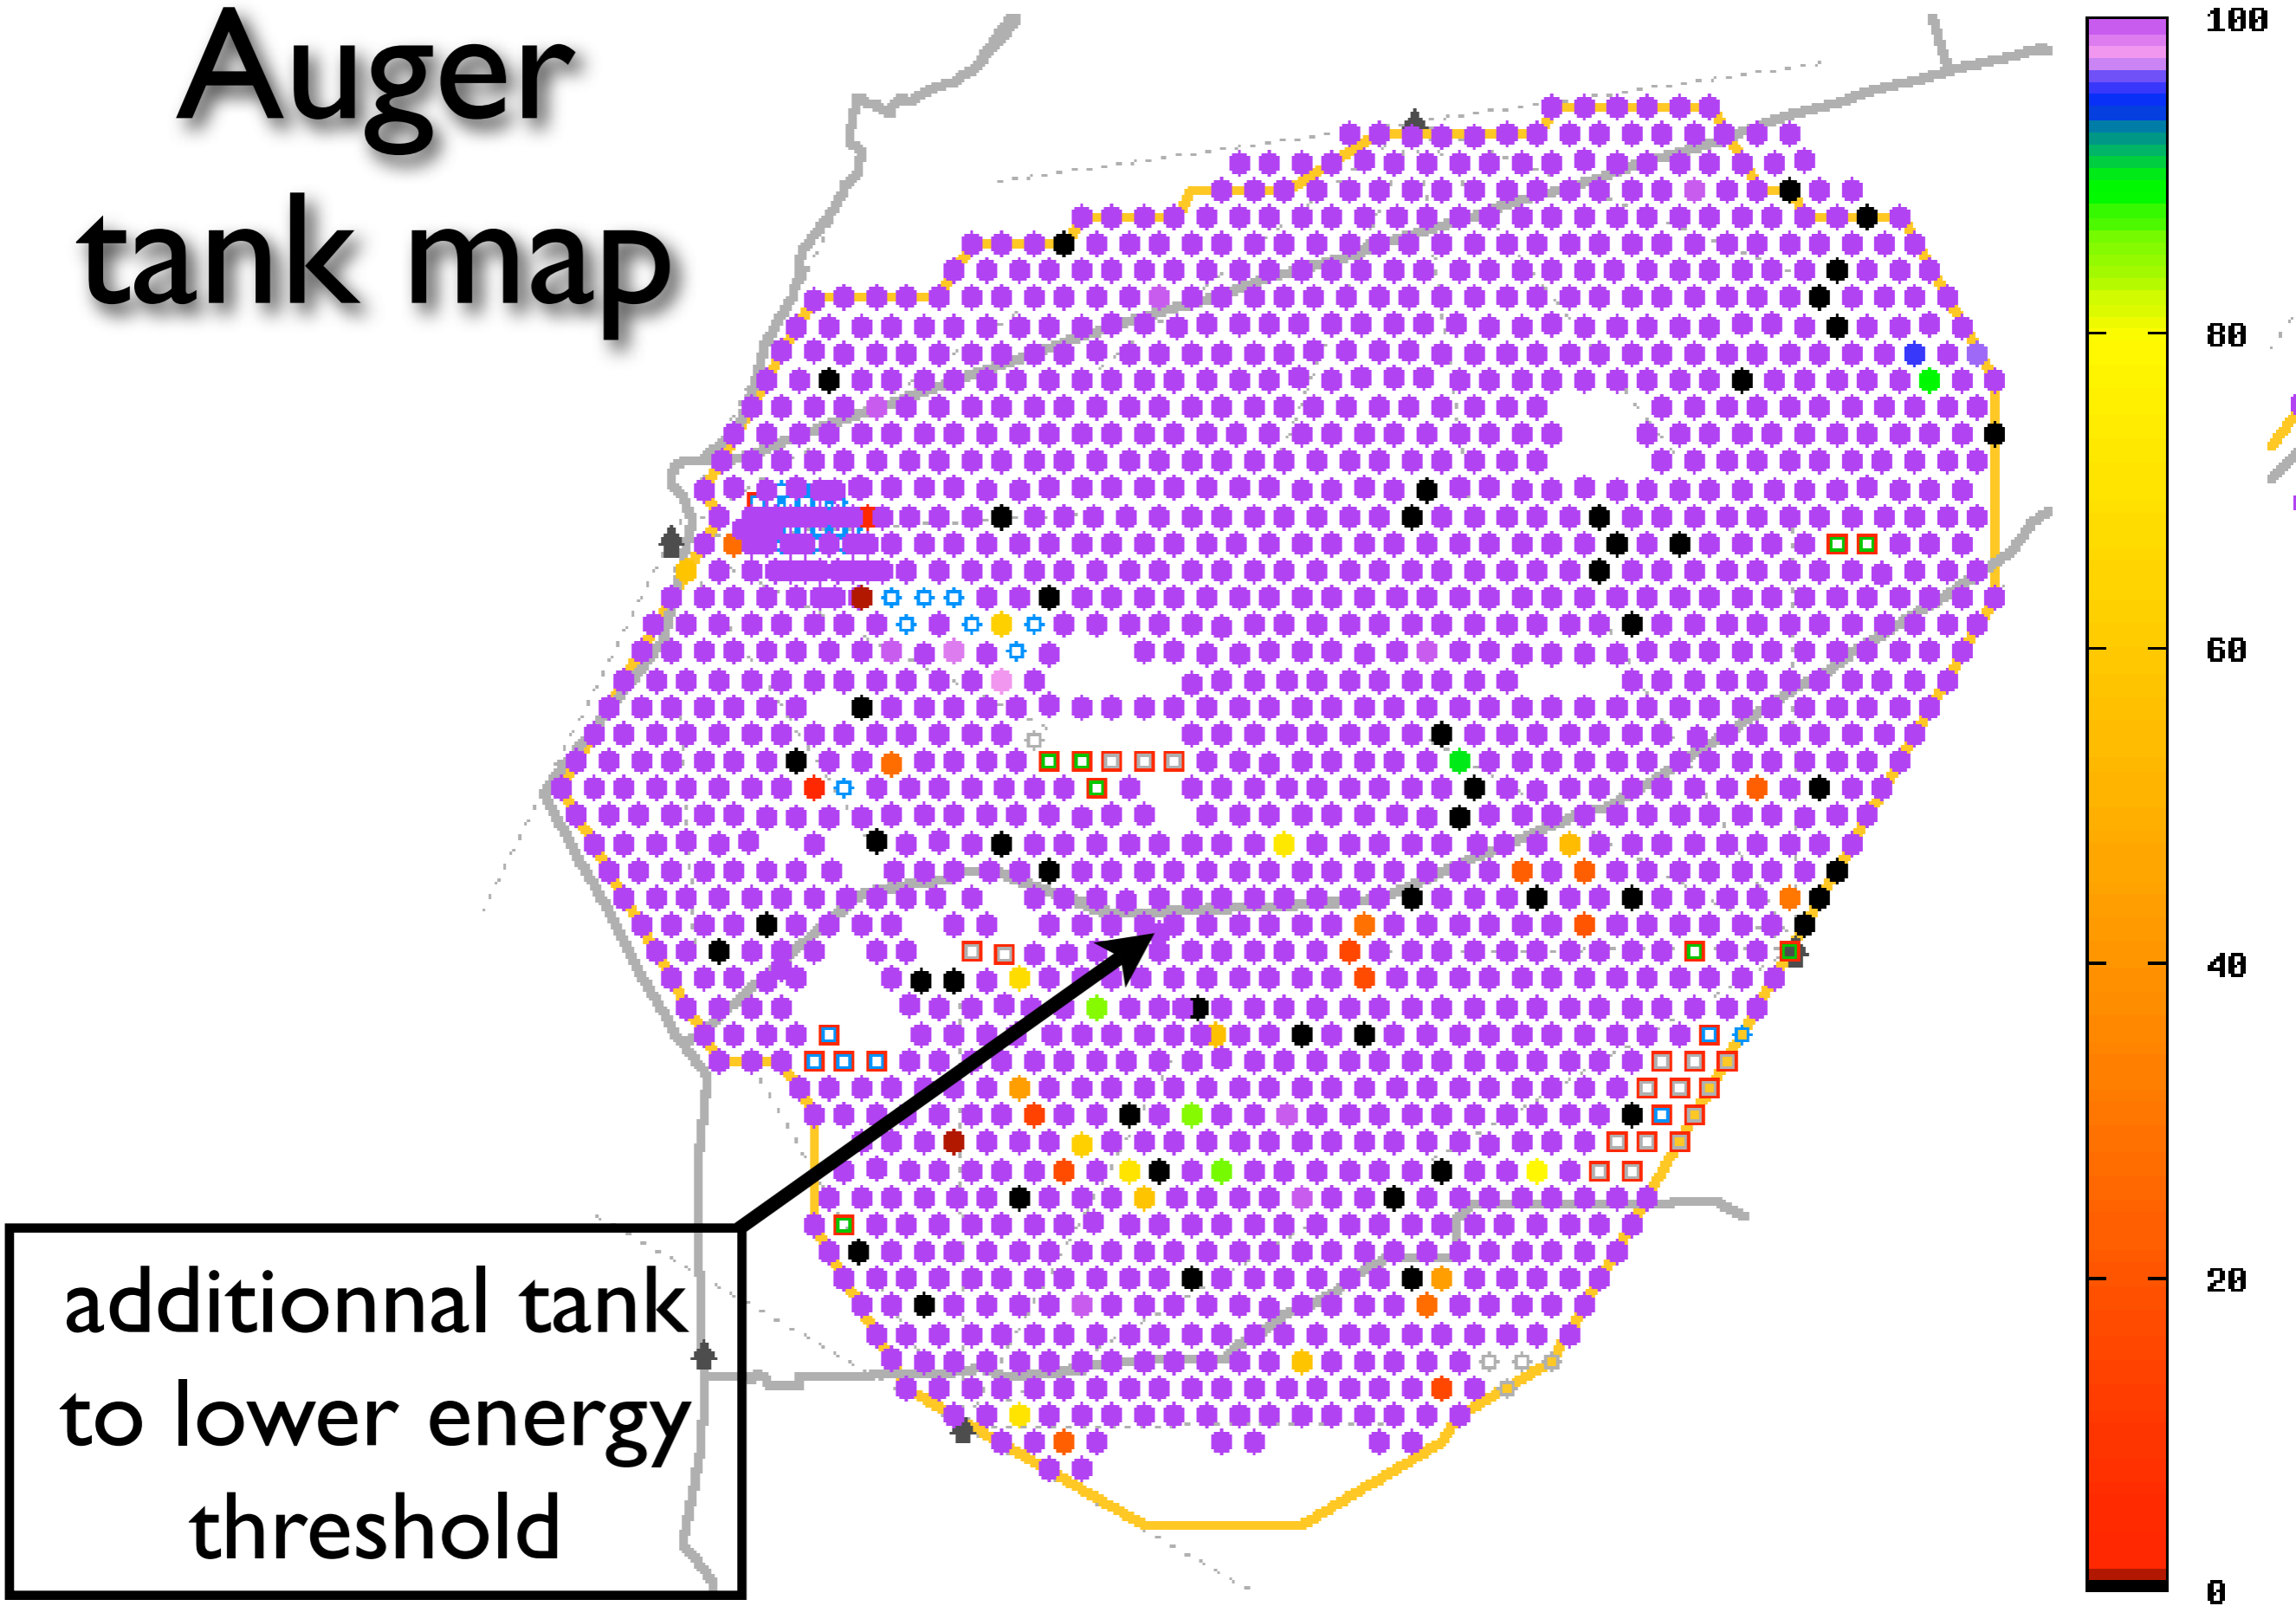 Auger
tank map
100
80
60
40
20
0
additionnal tank
to lower energy
threshold